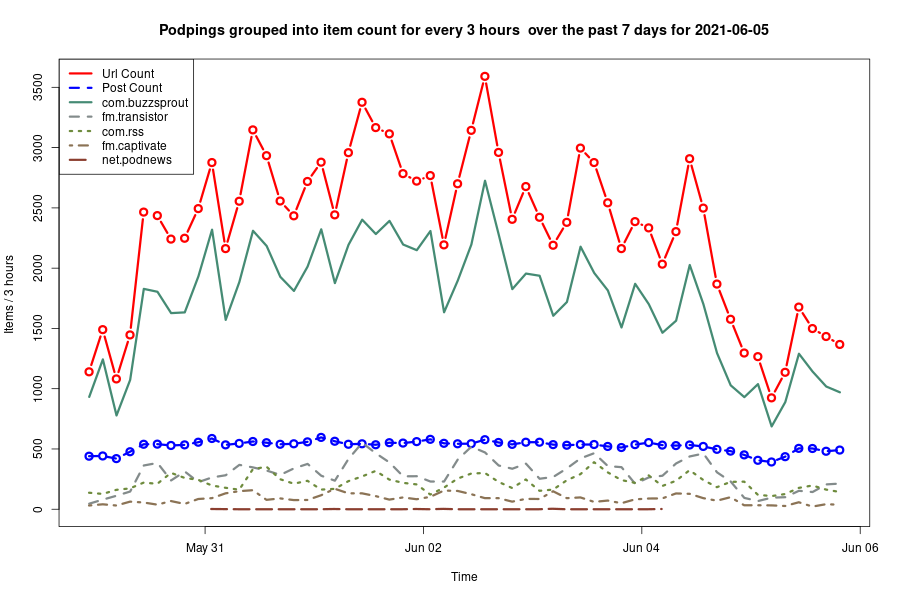 Podpings grouped into item count for every 3 hours  over the past 7 days for 2021-06-05
Url Count
Post Count
com.buzzsprout
fm.transistor
com.rss
fm.captivate
net.podnews
Items / 3 hours
3500
3000
2500
2000
1500
1000
500
0
May 31
Jun 02
Jun 04
Jun 06
Time